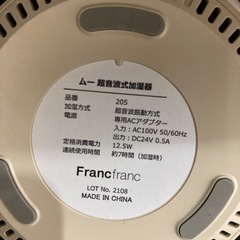 ムー 超音波式加湿器
品番 205
加湿方式 超音波振動方式
電源 専用ACアダプター
入力：AC100V 50/60Hz
出力：DC24V 0.5A
定格消費電力 12.5W
連続使用時間 約7時間（加湿時）
Francfranc
LOT No. 2108
MADE IN CHINA